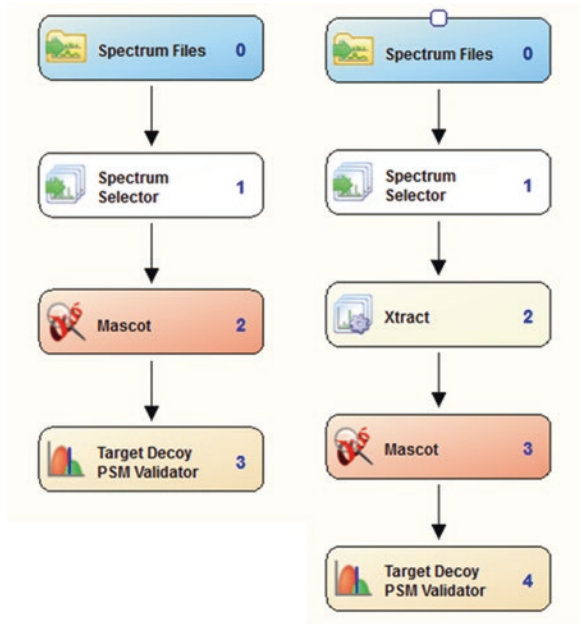 Spectrum Files 0
Spectrum
Selector 1
Mascot 2
Target Decoy
PSM Validator 3
Spectrum Files 0
Spectrum
Selector 1
Xtract 2
Mascot 3
Target Decoy
PSM Validator 4